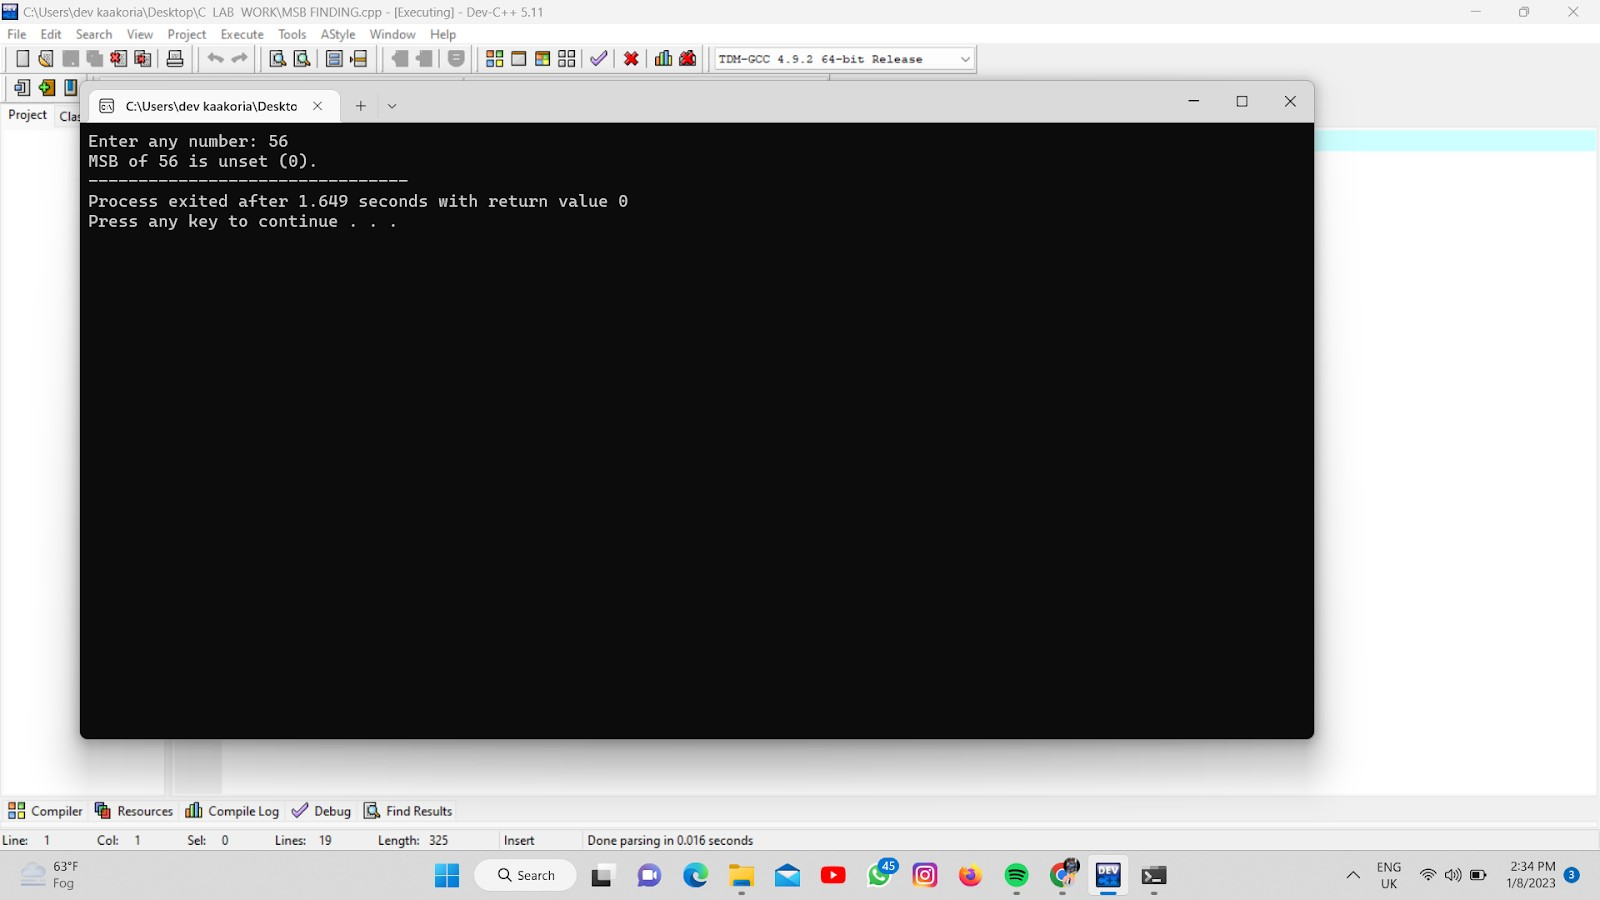 C:\Users\dev kaakoria\Desktop\C LAB WORK\MSB FINDING.cpp - [Executing] - Dev-C++ 5.11
File Edit Search View Project Execute Tools AStyle Window Help
TDM-GCC 4.9.2 64-bit Release
Project Clas
C:\Users\dev kaakoria\Deskto
Enter any number: 56
MSB of 56 is unset (0).
--------------------------------
Process exited after 1.649 seconds with return value 0
Press any key to continue . . .
Compiler Resources Compile Log Debug Find Results
Line: 1 Col: 1 Sel: 0 Lines: 19 Length: 325 Insert Done parsing in 0.016 seconds
63°F
Fog
Search
45
DEV
ENG
UK
2:34 PM
1/8/2023
3